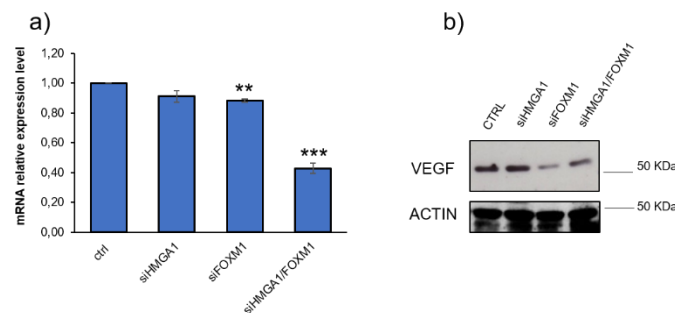 a)
mRNA relative expression level
1,20
1,00
0,80
0,60
0,40
0,20
0,00
**
***
ctrl
siHMGA1
siFOXM1
siHMGA1/FOXM1
b)
CTRL
siHMGA1
siFOXM1
siHMGA1/FOXM1
VEGF
50 KDa
ACTIN
50 KDa